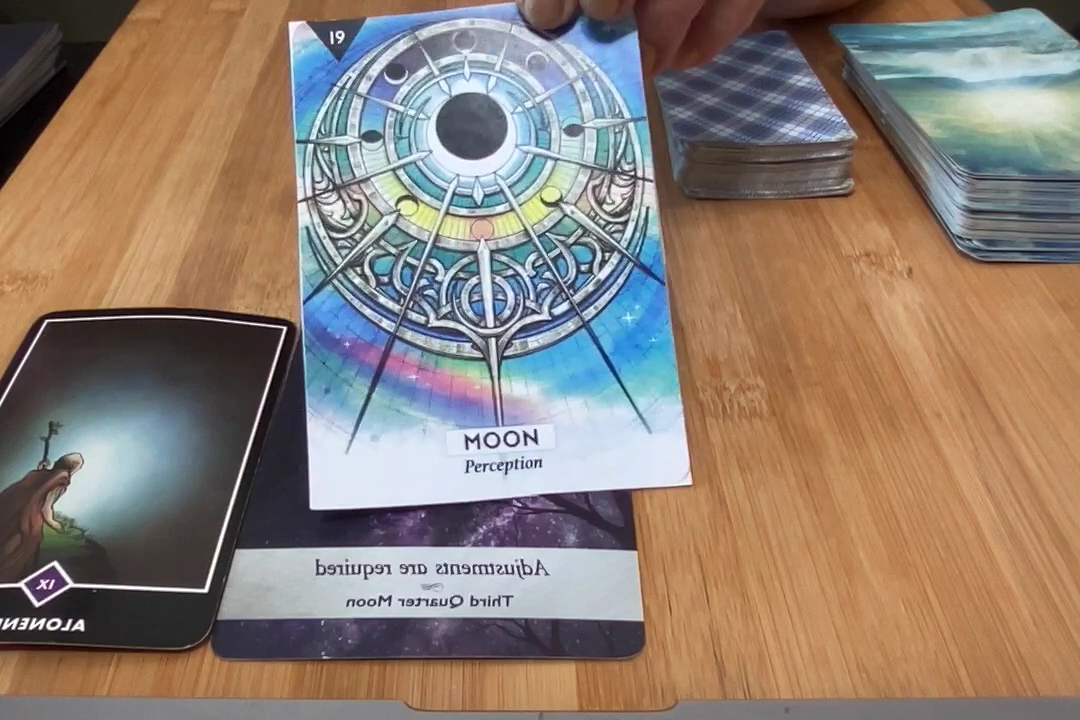 19
MOON
Perception
Adjustments are required
Third Quarter Moon
IX